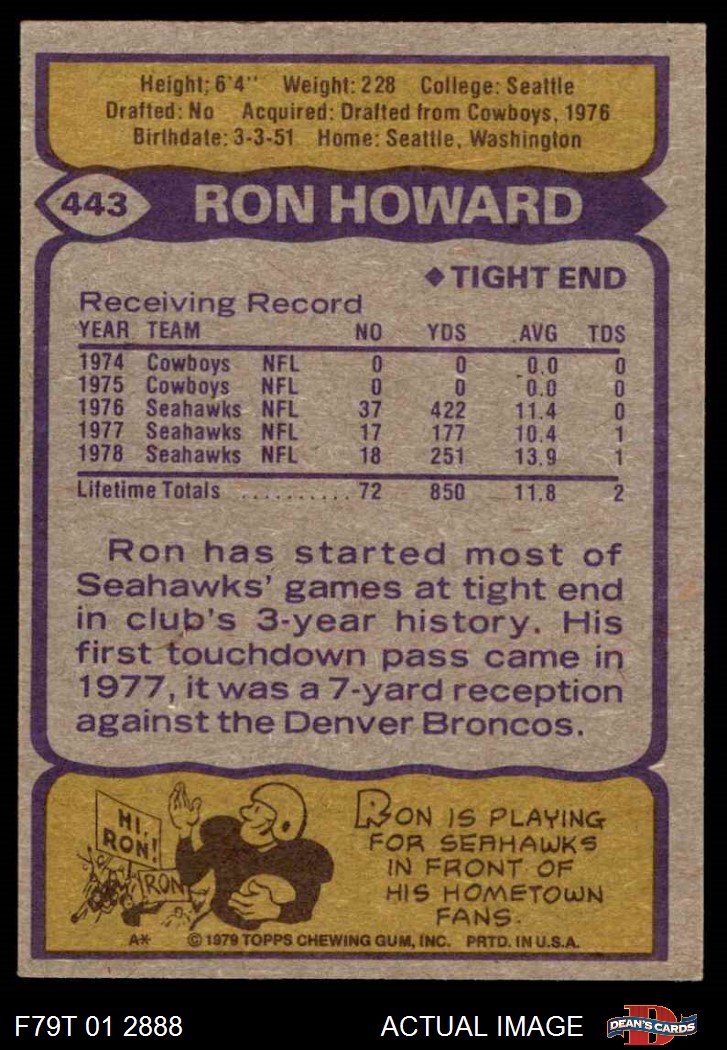 Height: 6'4" Weight: 228 College: Seattle
Drafted: No Acquired: Drafted from Cowboys, 1976
Birthdate: 3-3-51 Home: Seattle, Washington
443 RON HOWARD
◆ TIGHT END
Receiving Record
YEAR TEAM NO YDS AVG TDS
1974 Cowboys NFL 0 0 0.0 0
1975 Cowboys NFL 0 0 0.0 0
1976 Seahawks NFL 37 422 11.4 0
1977 Seahawks NFL 17 177 10.4 1
1978 Seahawks NFL 18 251 13.9 1
Lifetime Totals .......... 72 850 11.8 2
Ron has started most of
Seahawks' games at tight end
in club's 3-year history. His
first touchdown pass came in
1977, it was a 7-yard reception
against the Denver Broncos.
HI,
RON!
RON
RON IS PLAYING
FOR SEAHAWKS
IN FRONT OF
HIS HOMETOWN
FANS.
A* © 1979 TOPPS CHEWING GUM, INC. PRTD. IN U.S.A.
F79T 01 2888 ACTUAL IMAGE D DEAN'S CARDS